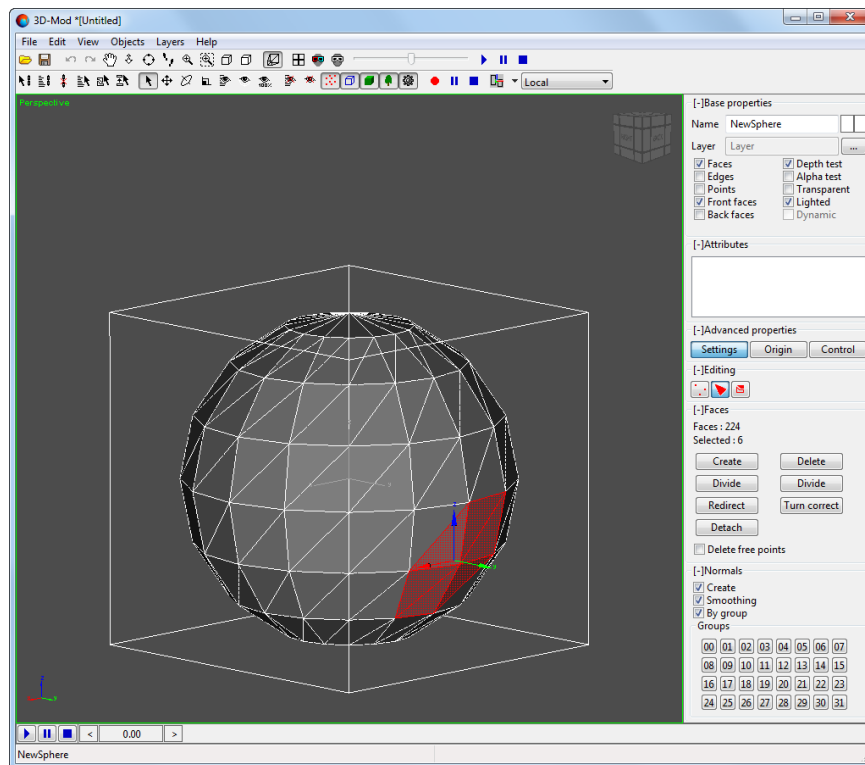 3D-Mod *[Untitled]
File Edit View Objects Layers Help
100%
Local
Perspective
[-]Base properties
Name NewSphere
Layer Layer ...
Faces Depth test
Edges Alpha test
Points Transparent
Front faces Lighted
Back faces Dynamic
[-]Attributes
[-]Advanced properties
Settings Origin Control
[-]Editing
[-]Faces
Faces : 224
Selected : 6
Create Delete
Divide Divide
Redirect Turn correct
Detach
Delete free points
[-]Normals
Create
Smoothing
By group
Groups
00 01 02 03 04 05 06 07
08 09 10 11 12 13 14 15
16 17 18 19 20 21 22 23
24 25 26 27 28 29 30 31
< 0.00 >
NewSphere